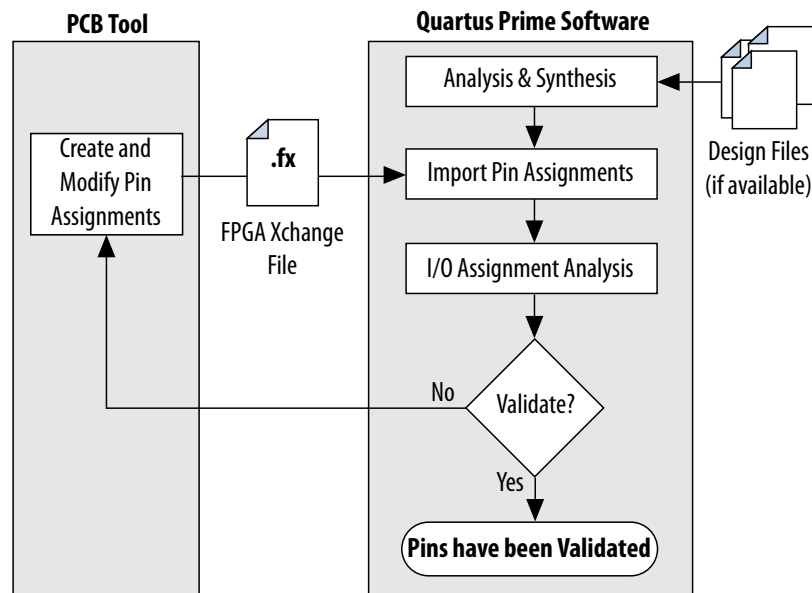 PCB Tool
Quartus Prime Software
Analysis & Synthesis
Design Files
(if available)
Create and
Modify Pin
Assignments
.fx
FPGA Xchange
File
Import Pin Assignments
I/O Assignment Analysis
Validate?
No
Yes
Pins have been Validated